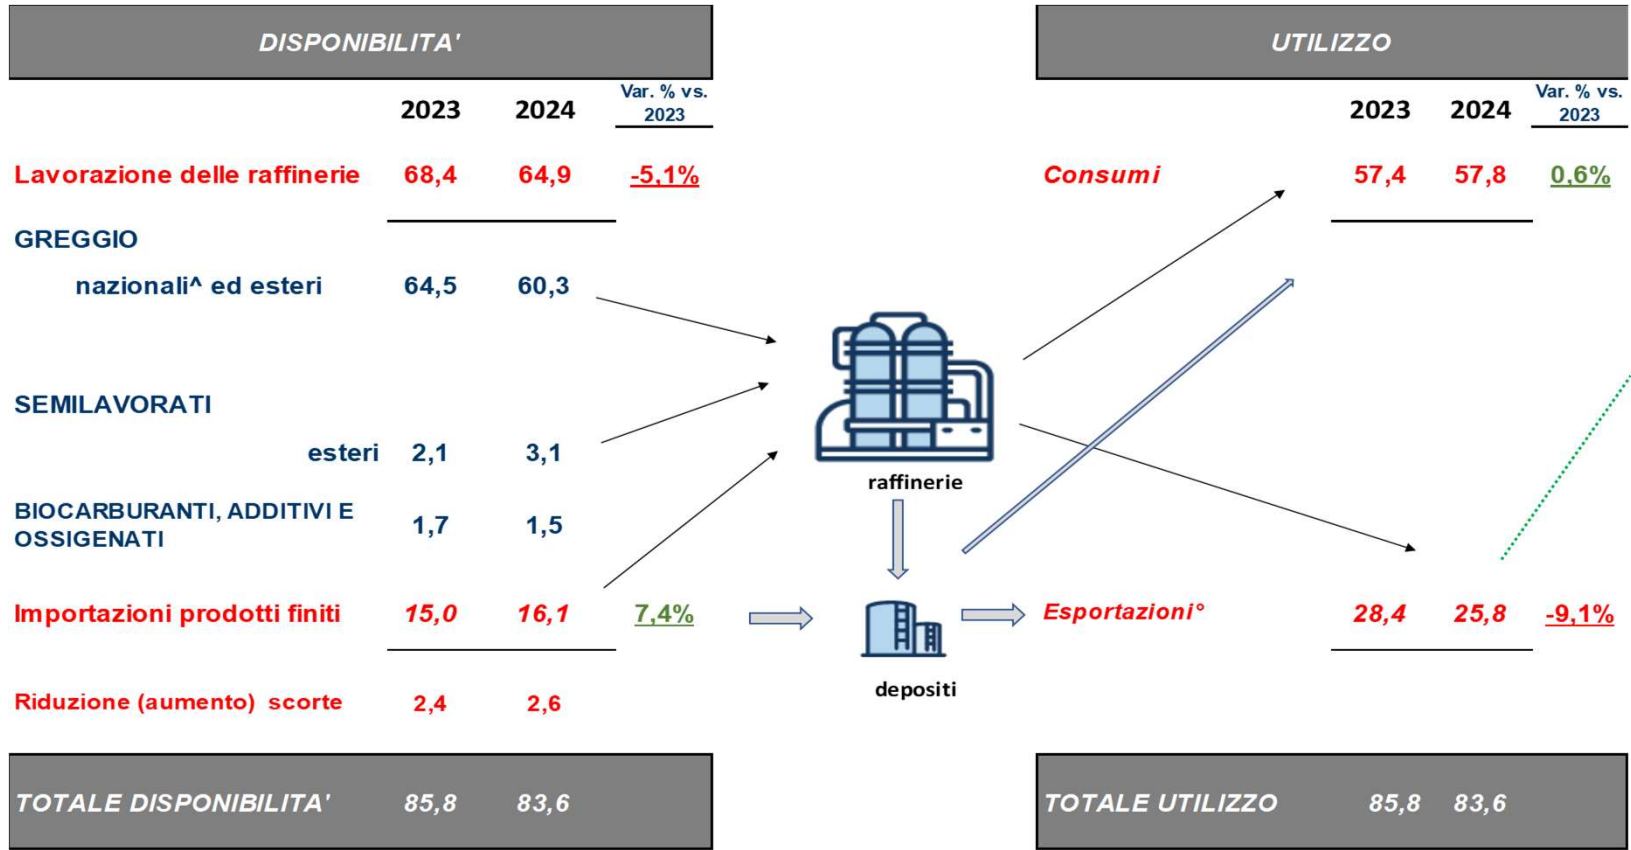 DISPONIBILITA'
2023 2024 Var. % vs.
2023
Lavorazione delle raffinerie 68,4 64,9 -5,1%
GREGGIO
nazionali^ ed esteri 64,5 60,3
SEMILAVORATI
esteri 2,1 3,1
BIOCARBURANTI, ADDITIVI E
OSSIGENATI 1,7 1,5
Importazioni prodotti finiti 15,0 16,1 7,4%
Riduzione (aumento) scorte 2,4 2,6
TOTALE DISPONIBILITA' 85,8 83,6
raffinerie
depositi
UTILIZZO
2023 2024 Var. % vs.
2023
Consumi 57,4 57,8 0,6%
Esportazioni° 28,4 25,8 -9,1%
TOTALE UTILIZZO 85,8 83,6